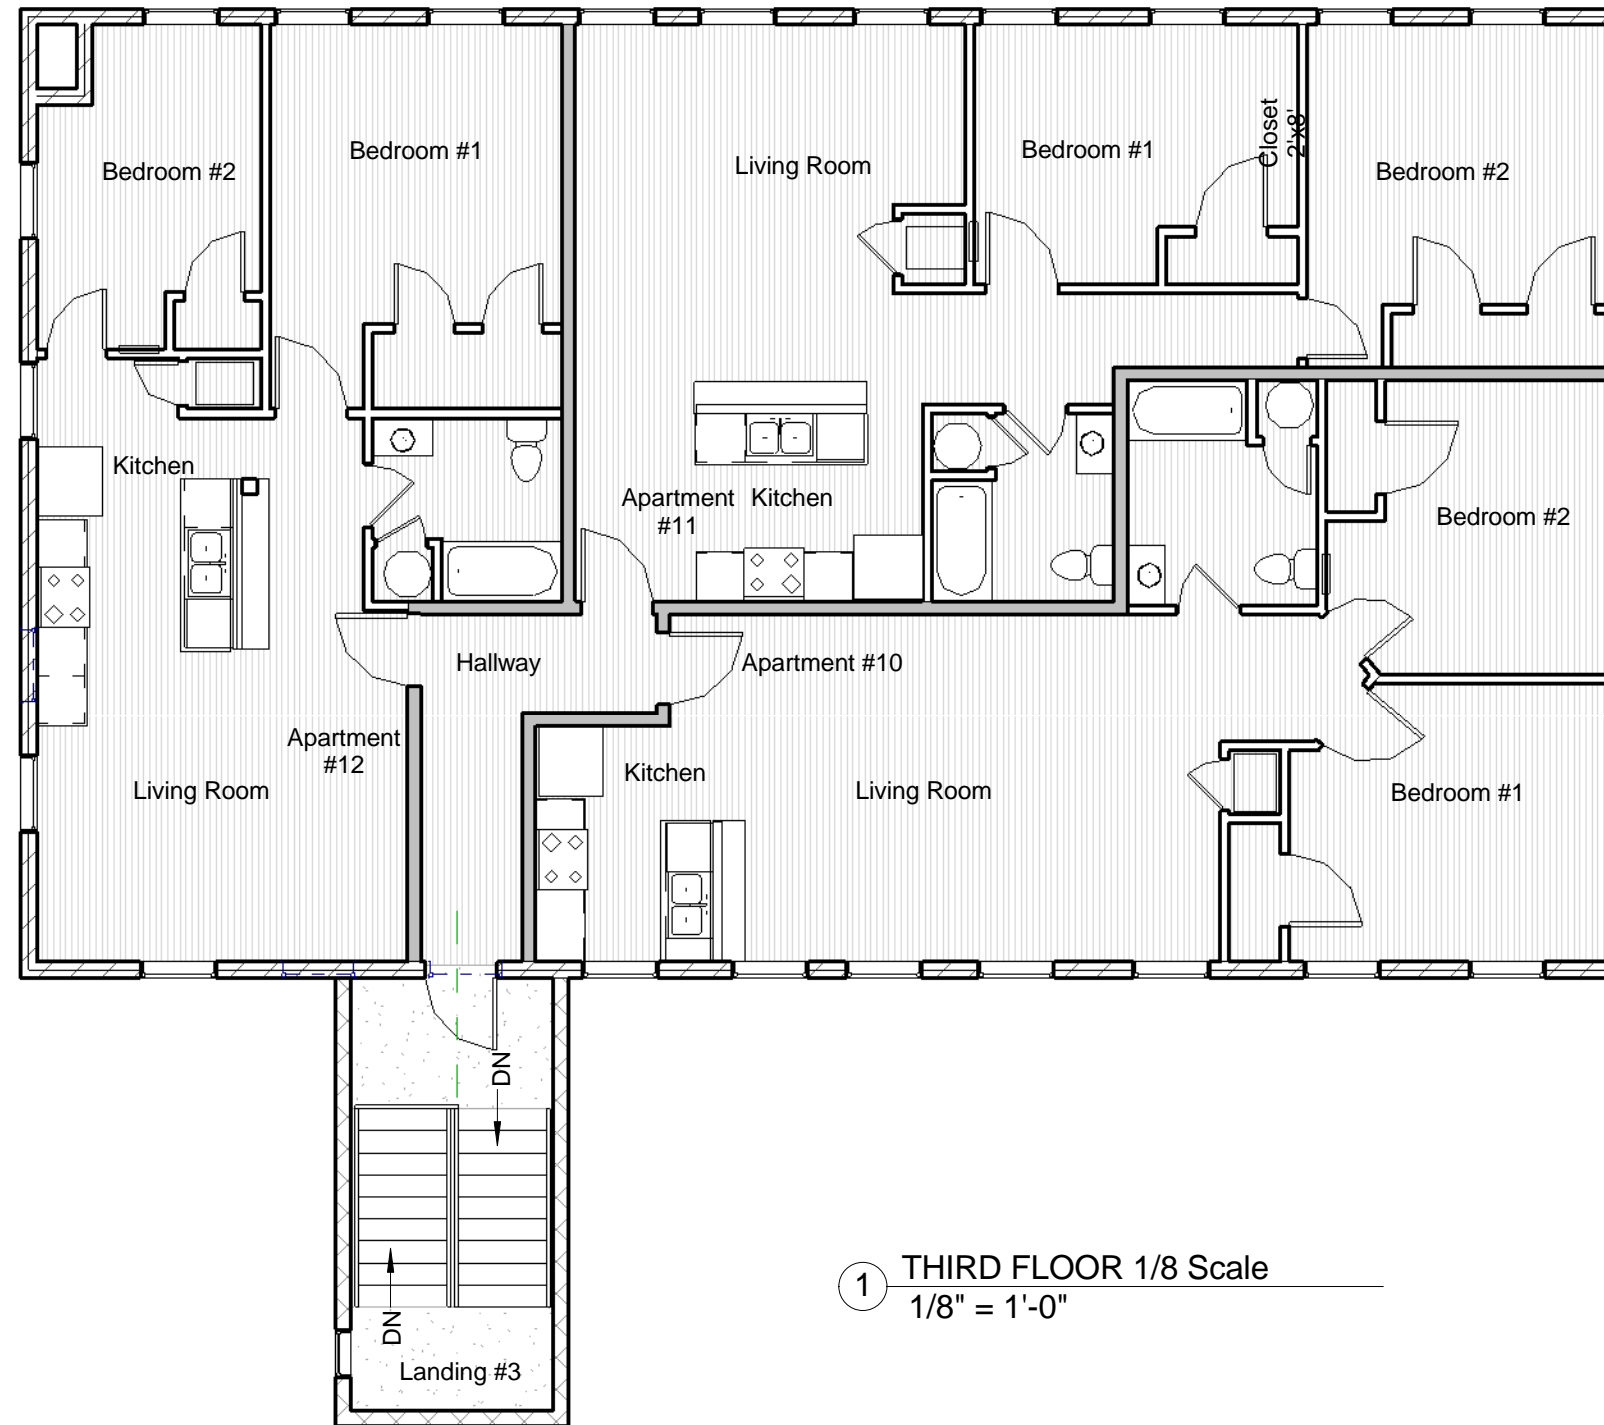 Bedroom #2
Bedroom #1
Living Room
Bedroom #1
Closet
2'x8'
Bedroom #2
Kitchen
Apartment
#11
Kitchen
Bedroom #2
Hallway
Apartment #10
Apartment
#12
Living Room
Kitchen
Living Room
Bedroom #1
DN
DN
Landing #3
1
THIRD FLOOR 1/8 Scale
1/8" = 1'-0"